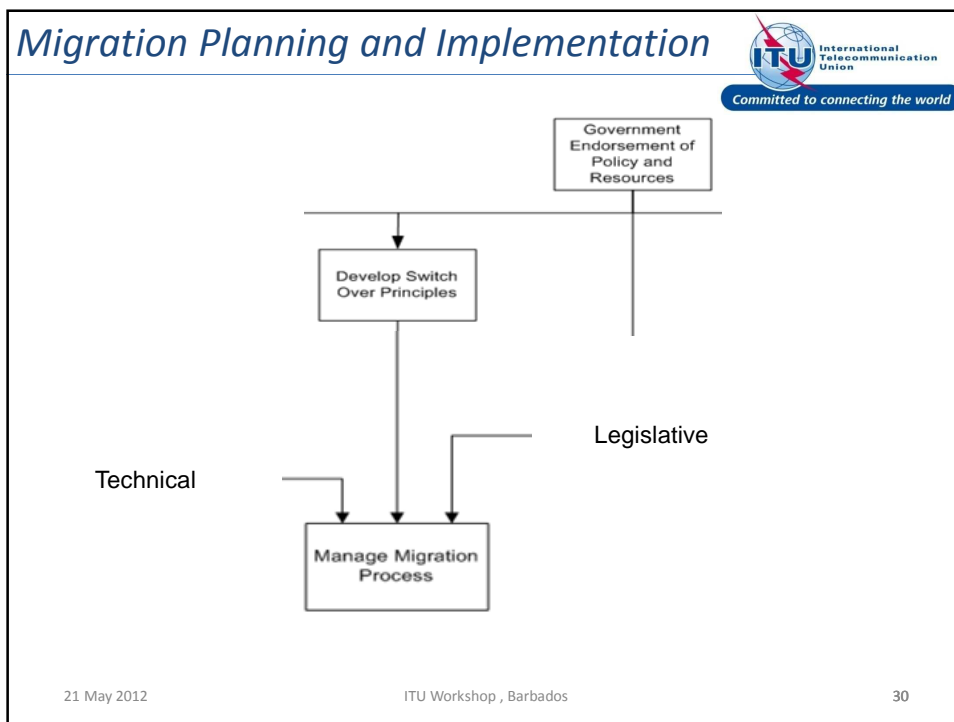 Migration Planning and Implementation
ITU
International
Telecommunication
Union
Committed to connecting the world
Government
Endorsement of
Policy and
Resources
Develop Switch
Over Principles
Legislative
Technical
Manage Migration
Process
21 May 2012
ITU Workshop , Barbados
30